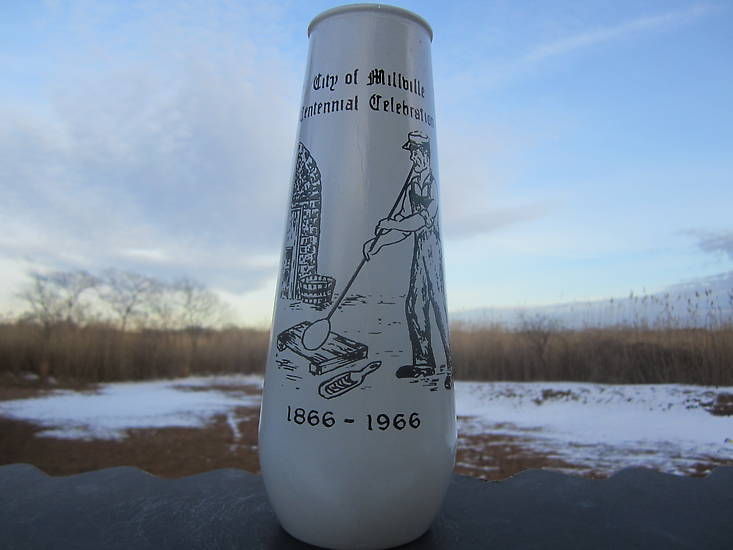 City of Millville
Centennial Celebration
1866 - 1966